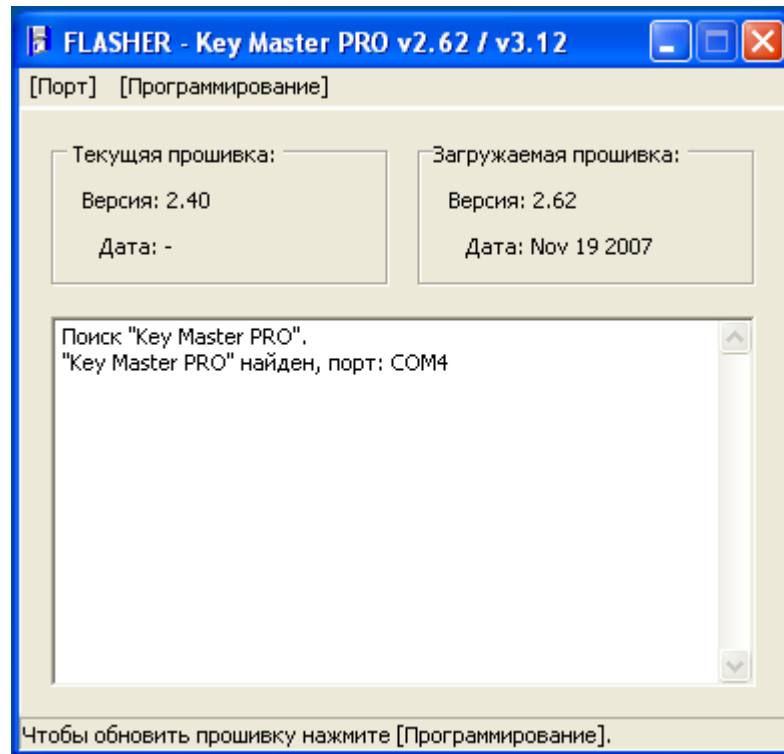 FLASHER - Key Master PRO v2.62 / v3.12
[Порт] [Программирование]
Текущяя прошивка:
Версия: 2.40
Дата: -
Загружаемая прошивка:
Версия: 2.62
Дата: Nov 19 2007
Поиск "Key Master PRO".
"Key Master PRO" найден, порт: COM4
Чтобы обновить прошивку нажмите [Программирование].